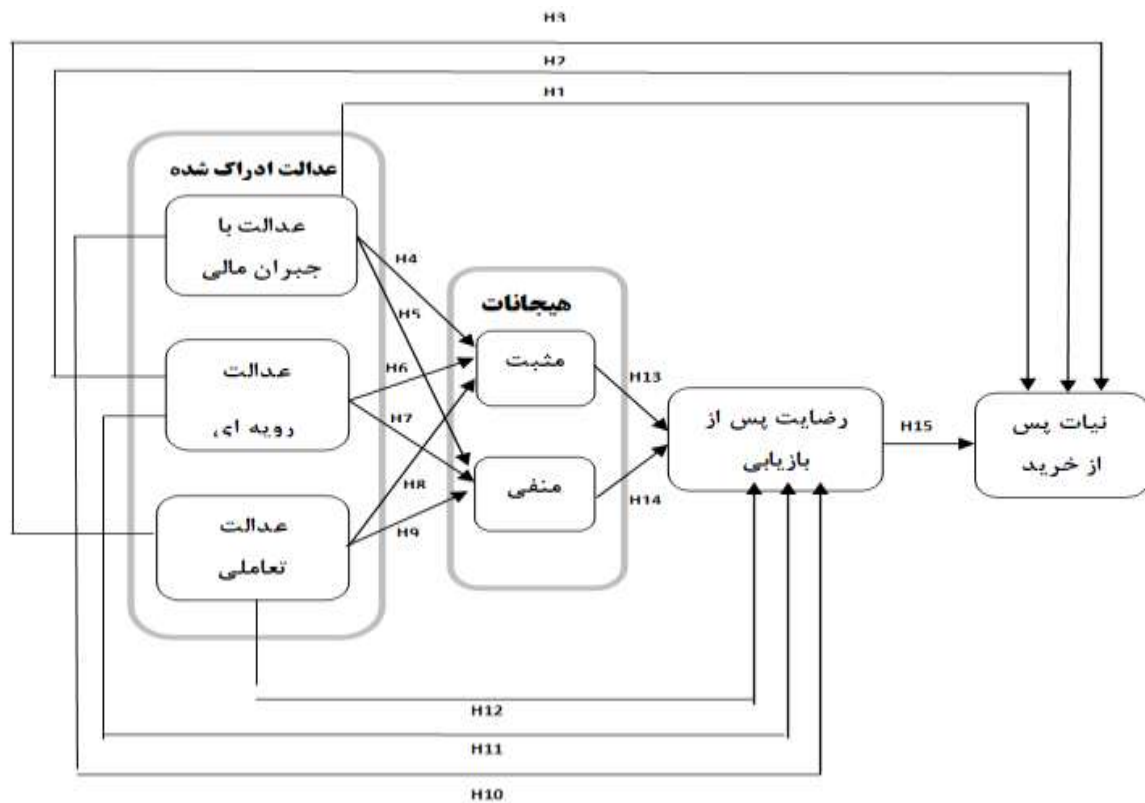 H3
H2
H1
عدالت ادراک شده
عدالت با
جبران مالی
H4
H5
هیجانات
عدالت
رویه ای
H6
H7
مثبت
H13
رضایت پس از
بازیابی
H15
نیات پس
از خرید
منفی
H14
H8
H9
عدالت
تعاملی
H12
H11
H10